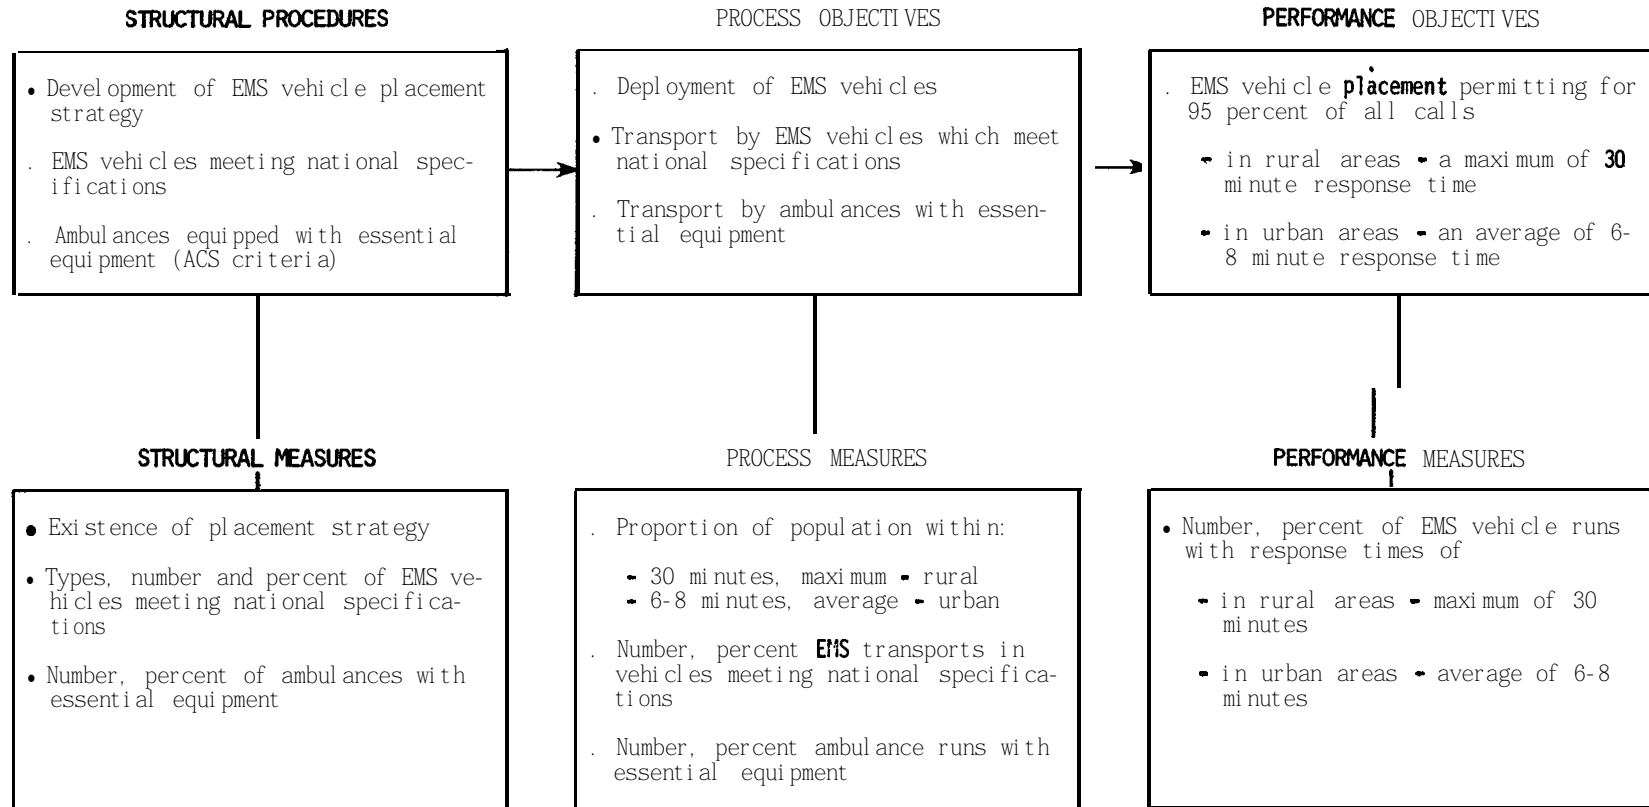 STRUCTURAL PROCEDURES
• Development of EMS vehicle placement
strategy
. EMS vehicles meeting national spec-
ifications
. Ambulances equipped with essential
equipment (ACS criteria)
PROCESS OBJECTIVES
. Deployment of EMS vehicles
• Transport by EMS vehicles which meet
national specifications
. Transport by ambulances with essen-
tial equipment
PERFORMANCE OBJECTIVES
. EMS vehicle placement permitting for
95 percent of all calls
- in rural areas - a maximum of 30
minute response time
- in urban areas - an average of 6-
8 minute response time
STRUCTURAL MEASURES
• Existence of placement strategy
• Types, number and percent of EMS ve-
hicles meeting national specifica-
tions
• Number, percent of ambulances with
essential equipment
PROCESS MEASURES
. Proportion of population within:
- 30 minutes, maximum - rural
- 6-8 minutes, average - urban
. Number, percent EMS transports in
vehicles meeting national specifica-
tions
. Number, percent ambulance runs with
essential equipment
PERFORMANCE MEASURES
• Number, percent of EMS vehicle runs
with response times of
- in rural areas - maximum of 30
minutes
- in urban areas - average of 6-8
minutes